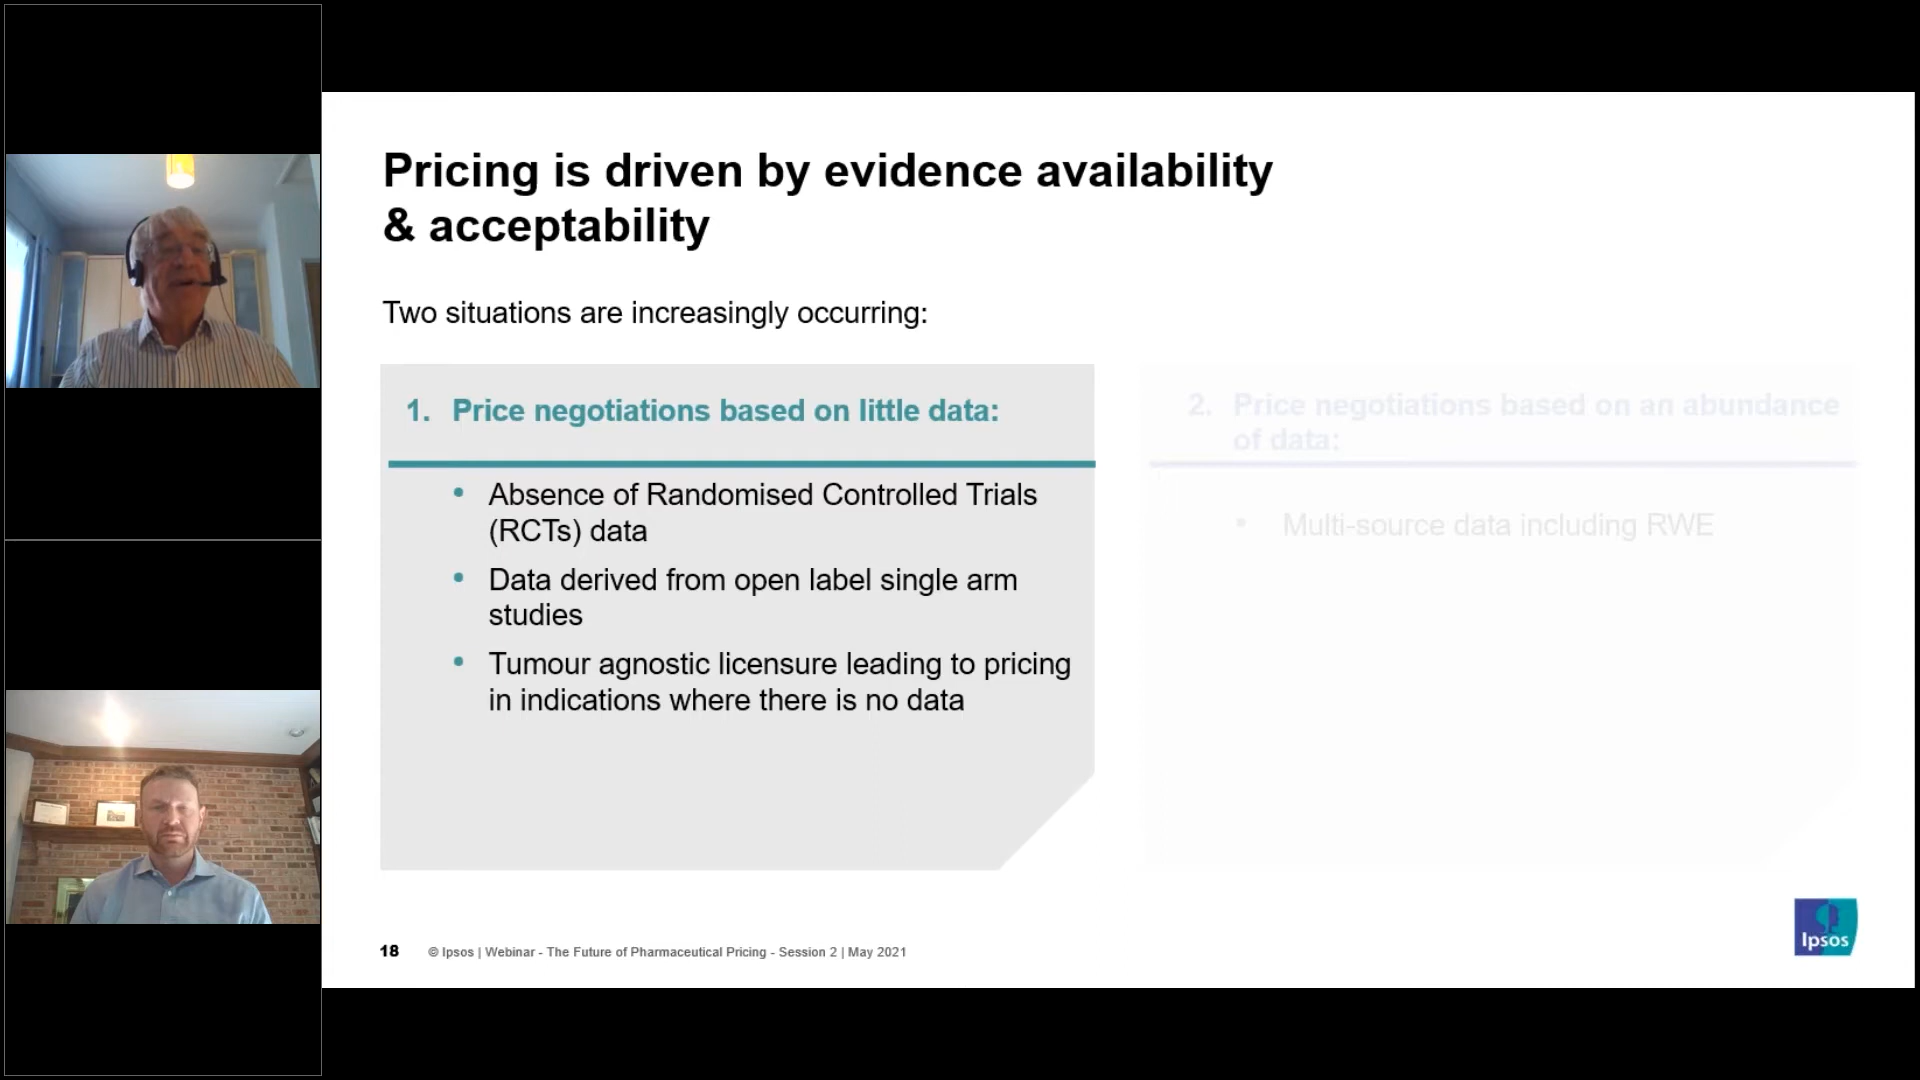 Pricing is driven by evidence availability
& acceptability
Two situations are increasingly occurring:
1. Price negotiations based on little data:
• Absence of Randomised Controlled Trials
(RCTs) data
• Data derived from open label single arm
studies
• Tumour agnostic licensure leading to pricing
in indications where there is no data
2. Price negotiations based on an abundance
of data:
• Multi-source data including RWE
18 © Ipsos | Webinar - The Future of Pharmaceutical Pricing - Session 2 | May 2021
Ipsos